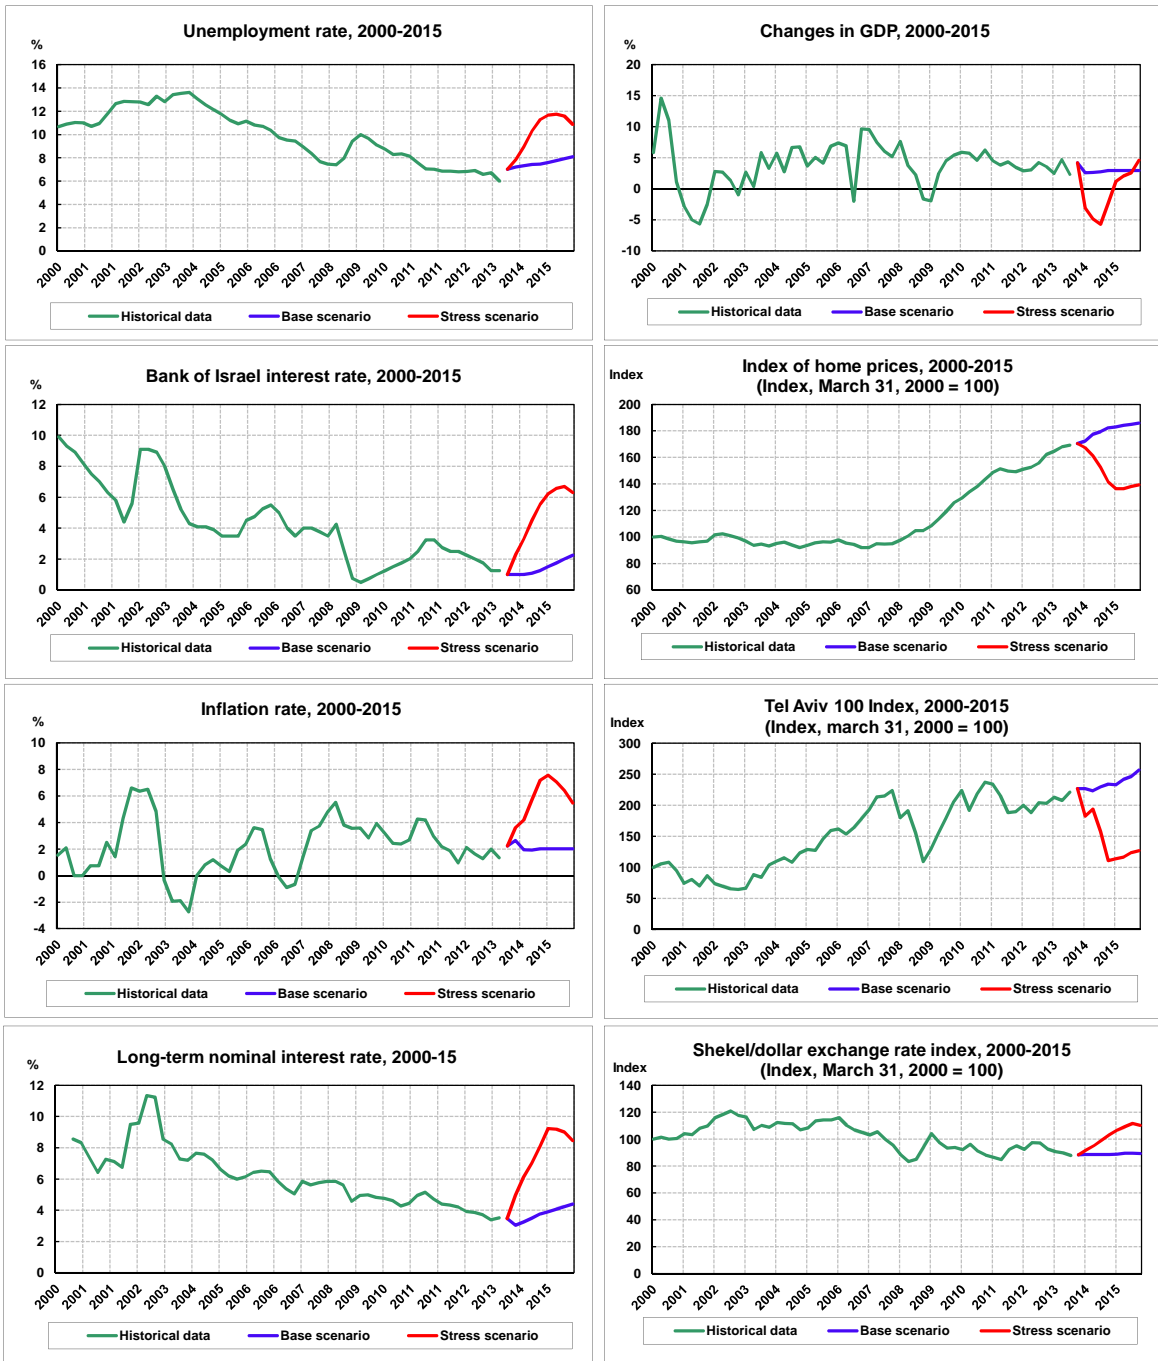 Unemployment rate, 2000-2015
%
16
14
12
10
8
6
4
2
0
2000 2001 2001 2002 2003 2003 2004 2005 2005 2006 2007 2007 2008 2009 2009 2010 2011 2011 2012 2013 2014 2015
Historical data Base scenario Stress scenario
Changes in GDP, 2000-2015
%
20
15
10
5
0
-5
-10
2000 2001 2002 2003 2004 2005 2006 2007 2008 2009 2010 2011 2012 2013 2014 2015
Historical data Base scenario Stress scenario
Bank of Israel interest rate, 2000-2015
%
12
10
8
6
4
2
0
2000 2001 2001 2002 2003 2003 2004 2005 2005 2006 2007 2007 2008 2009 2009 2010 2011 2011 2012 2013 2014 2015
Historical data Base scenario Stress scenario
Index of home prices, 2000-2015
(Index, March 31, 2000 = 100)
Index
200
180
160
140
120
100
80
60
2000 2001 2002 2003 2004 2005 2006 2007 2008 2009 2010 2011 2012 2013 2014 2015
Historical data Base scenario Stress scenario
Inflation rate, 2000-2015
%
10
8
6
4
2
0
-2
-4
2000 2001 2001 2002 2003 2003 2004 2005 2005 2006 2007 2007 2008 2009 2009 2010 2011 2011 2012 2013 2014 2015
Historical data Base scenario Stress scenario
Tel Aviv 100 Index, 2000-2015
(Index, march 31, 2000 = 100)
Index
300
250
200
150
100
50
0
2000 2001 2002 2003 2004 2005 2006 2007 2008 2009 2010 2011 2012 2013 2014 2015
Historical data Base scenario Stress scenario
Long-term nominal interest rate, 2000-15
%
12
10
8
6
4
2
0
2000 2001 2001 2002 2003 2003 2004 2005 2005 2006 2007 2007 2008 2009 2009 2010 2011 2011 2012 2013 2014 2015
Historical data Base scenario Stress scenario
Shekel/dollar exchange rate index, 2000-2015
(Index, March 31, 2000 = 100)
Index
140
120
100
80
60
40
20
0
2000 2001 2002 2003 2004 2005 2006 2007 2008 2009 2010 2011 2012 2013 2014 2015
Historical data Base scenario Stress scenario